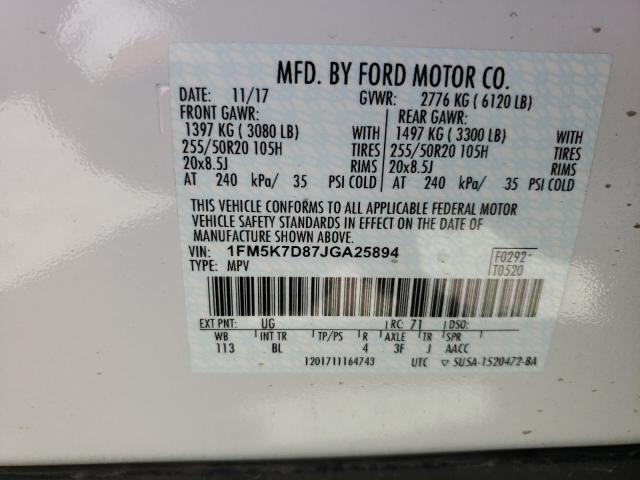 MFD. BY FORD MOTOR CO.
DATE: 11/17 GVWR: 2776 KG ( 6120 LB)
FRONT GAWR: REAR GAWR:
1397 KG ( 3080 LB) WITH 1497 KG ( 3300 LB) WITH
255/50R20 105H TIRES 255/50R20 105H TIRES
20x8.5J RIMS 20x8.5J RIMS
AT 240 kPa/ 35 PSI COLD AT 240 kPa/ 35 PSI COLD
THIS VEHICLE CONFORMS TO ALL APPLICABLE FEDERAL MOTOR
VEHICLE SAFETY STANDARDS IN EFFECT ON THE DATE OF
MANUFACTURE SHOWN ABOVE.
VIN: 1FM5K7D87JGA25894 F0292
TYPE: MPV T0520
EXT PNT: UG RC: 71 DSO:
WB INT TR TP/PS R AXLE TR SPR
113 BL 4 3F J AACC
1201711164743 UTC ▽ 5USA-1520472-BA